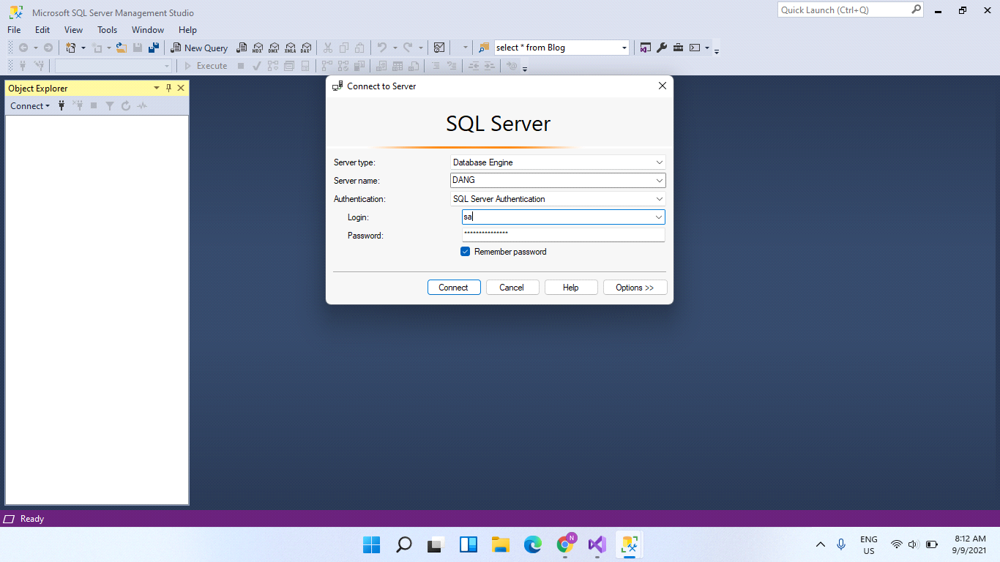 Microsoft SQL Server Management Studio
Quick Launch (Ctrl+Q)
File Edit View Tools Window Help
New Query MDX DMX XMLA DAX select * from Blog
Execute
Object Explorer
Connect
Connect to Server
SQL Server
Server type: Database Engine
Server name: DANG
Authentication: SQL Server Authentication
Login: sa
Password: ***************
Remember password
Connect Cancel Help Options >>
Ready
N
ENG
US
8:12 AM
9/9/2021